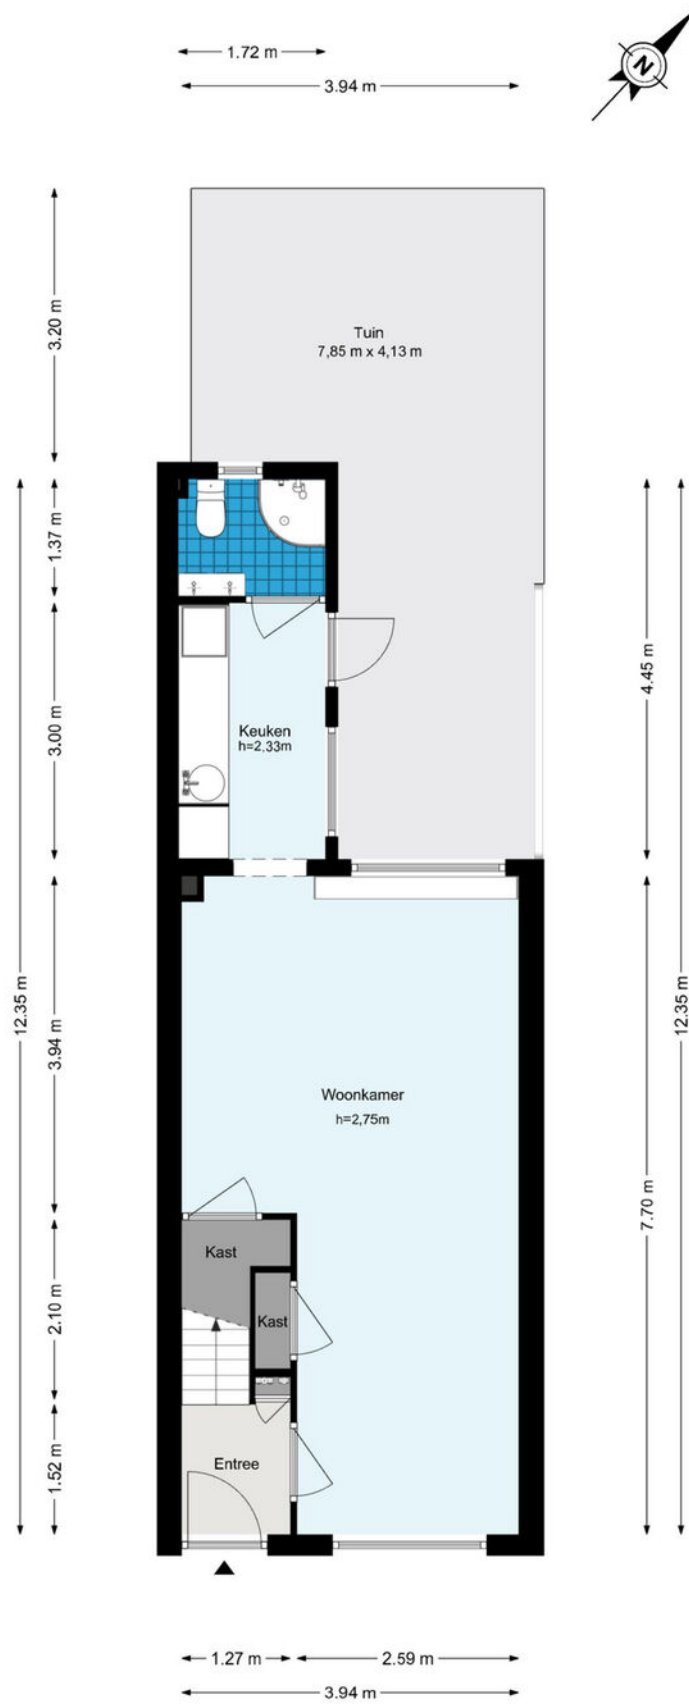 1.72 m
3.94 m
N
3.20 m
Tuin
7,85 m x 4,13 m
1.37 m
3.00 m
4.45 m
Keuken
h=2,33m
12.35 m
3.94 m
12.35 m
Woonkamer
h=2,75m
7.70 m
Kast
2.10 m
Kast
1.52 m
Entree
1.27 m
2.59 m
3.94 m